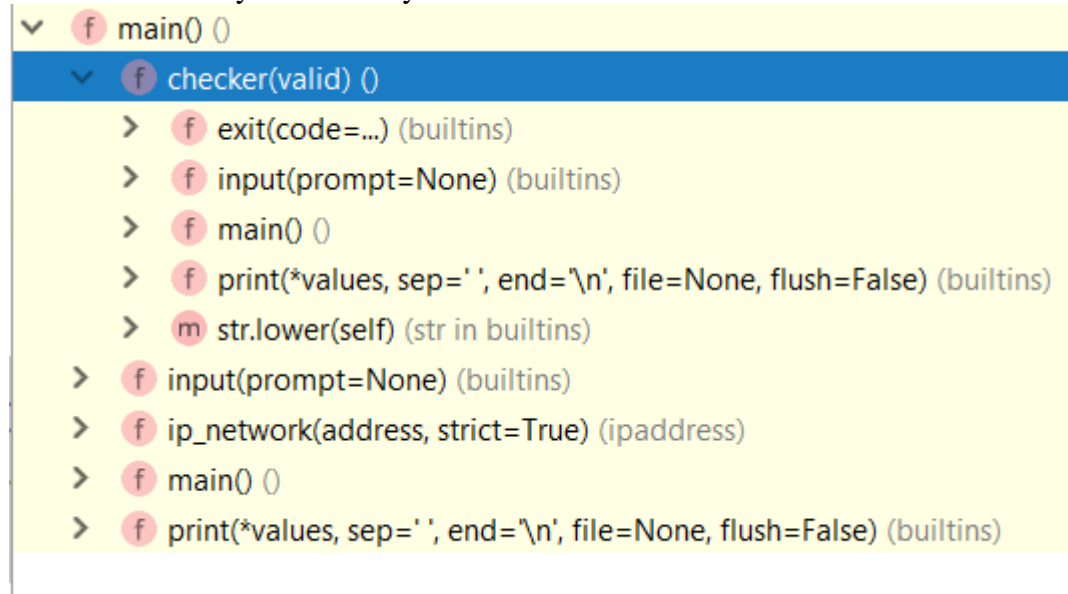 main() ()
checker(valid) ()
exit(code=...) (builtins)
input(prompt=None) (builtins)
main() ()
print(*values, sep=' ', end='\n', file=None, flush=False) (builtins)
str.lower(self) (str in builtins)
input(prompt=None) (builtins)
ip_network(address, strict=True) (ipaddress)
main() ()
print(*values, sep=' ', end='\n', file=None, flush=False) (builtins)